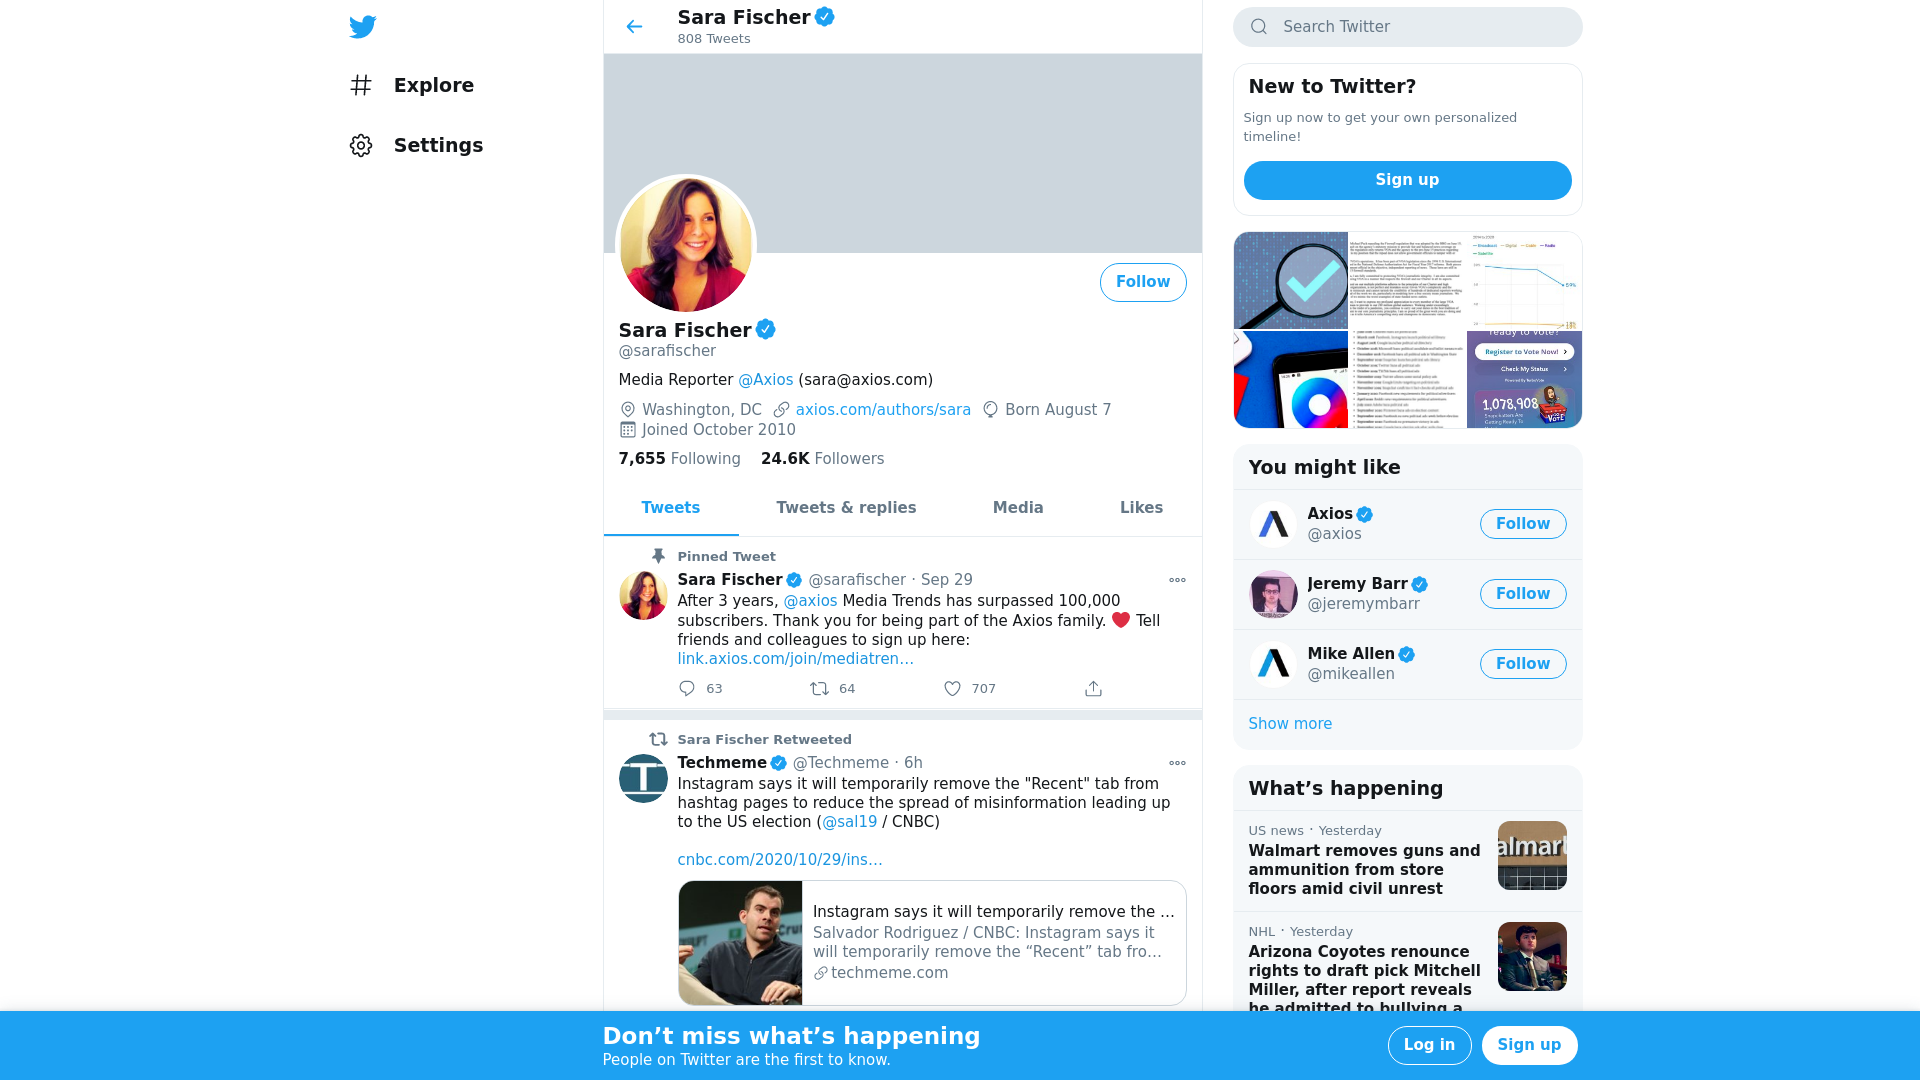 Explore
Settings
Sara Fischer
808 Tweets
Follow
Sara Fischer
@sarafischer
Media Reporter @Axios (sara@axios.com)
Washington, DC axios.com/authors/sara Born August 7
Joined October 2010
7,655 Following 24.6K Followers
Tweets Tweets & replies Media Likes
Pinned Tweet
Sara Fischer @sarafischer · Sep 29
After 3 years, @axios Media Trends has surpassed 100,000
subscribers. Thank you for being part of the Axios family. Tell
friends and colleagues to sign up here:
link.axios.com/join/mediatren…
63 64 707
Sara Fischer Retweeted
Techmeme @Techmeme · 6h
Instagram says it will temporarily remove the "Recent" tab from
hashtag pages to reduce the spread of misinformation leading up
to the US election (@sal19 / CNBC)
cnbc.com/2020/10/29/ins…
Instagram says it will temporarily remove the …
Salvador Rodriguez / CNBC: Instagram says it
will temporarily remove the “Recent” tab fro…
techmeme.com
Search Twitter
New to Twitter?
Sign up now to get your own personalized
timeline!
Sign up
ready to vote?
Register to Vote Now!
Check My Status
1,078,908
You might like
Axios
@axios
Follow
Jeremy Barr
@jeremymbarr
Follow
Mike Allen
@mikeallen
Follow
Show more
What’s happening
US news · Yesterday
Walmart removes guns and
ammunition from store
floors amid civil unrest
almart
NHL · Yesterday
Arizona Coyotes renounce
rights to draft pick Mitchell
Miller, after report reveals
he admitted to bullying a
Don’t miss what’s happening
People on Twitter are the first to know.
Log in
Sign up